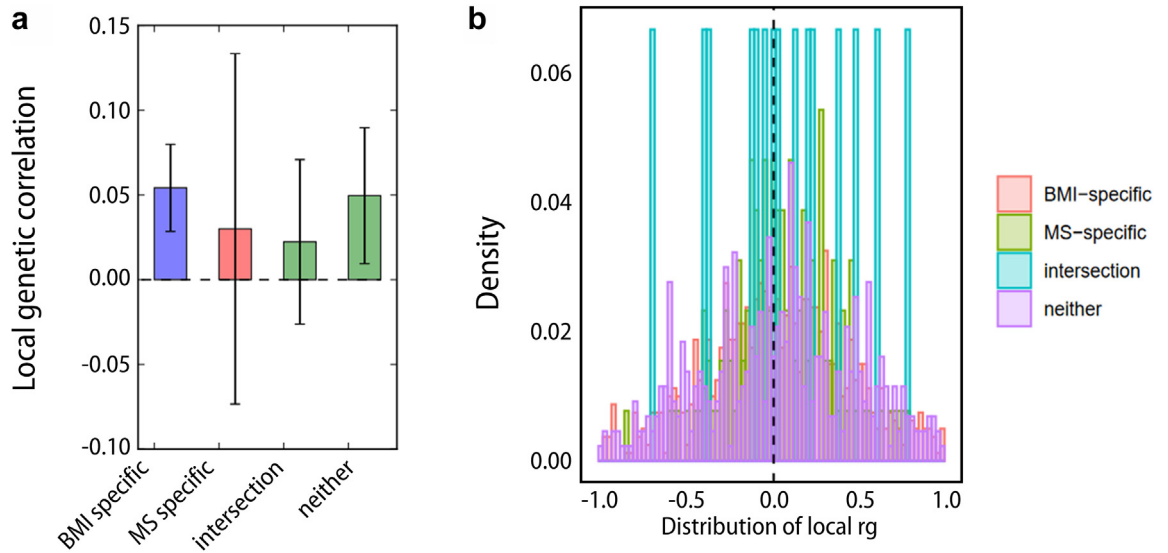 a
Local genetic correlation
0.15
0.10
0.05
0.00
-0.05
-0.10
BMI specific
MS specific
intersection
neither
b
Density
0.06
0.04
0.02
0.00
-1.0
-0.5
0.0
0.5
1.0
Distribution of local rg
BMI−specific
MS−specific
intersection
neither